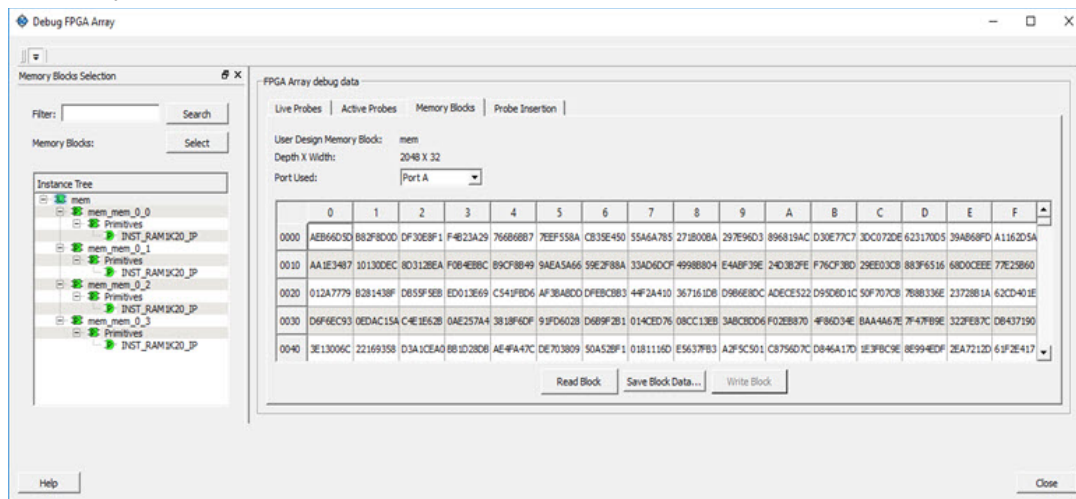 Debug FPGA Array
Memory Blocks Selection
Filter:
Search
Memory Blocks:
Select
Instance Tree
mem
mem_mem_0_0
Primitives
INST_RAM1K20_IP
mem_mem_0_1
Primitives
INST_RAM1K20_IP
mem_mem_0_2
Primitives
INST_RAM1K20_IP
mem_mem_0_3
Primitives
INST_RAM1K20_IP
FPGA Array debug data
Live Probes Active Probes Memory Blocks Probe Insertion
User Design Memory Block: mem
Depth X Width: 2048 X 32
Port Used: Port A
0 1 2 3 4 5 6 7 8 9 A B C D E F
0000 AEB66D5D B82F8D0D DF30E8F1 F4B23A29 766B6BB7 7EEF558A CB35E450 55A6A785 271B00BA 297E96D3 896819AC D30E77C7 3DC072DE 623170D5 39AB68FD A1162D5A
0010 AA1E3487 10130DEC 8D312BEA F0B4EBBC B9CF8B49 9AEA5A66 59E2F88A 33AD6DCF 4998B804 E4ABF39E 24D3B2FE F76CF3BD 29EE03CB 883F6516 68D0CEEE 77E25B60
0020 012A7779 B281438F DB55F5EB ED013E69 C541FBD6 AF3BA8DD DFEBCBB3 44F2A410 367161DB D9B6E8DC ADECE522 D95D8D1C 50F707CB 7B8B336E 23728B1A 62CD401E
0030 D6F6EC93 0EDAC15A C4E1E62B 0AE257A4 3818F6DF 91FD6028 D6B9F2B1 014CED76 08CC13EB 3ABCBDD6 F02EB870 4F86D34E BAA4A67E 7F47FB9E 322FE87C DB437190
0040 3E13006C 22169358 D3A1CEA0 BB1D28DB AE4FA47C DE703809 50A52BF1 0181116D E5637FB3 A2F5C501 C8756D7C D846A17D 1E3FBC9E 8E994EDF 2EA7212D 61F2E417
Read Block Save Block Data... Write Block
Help
Close